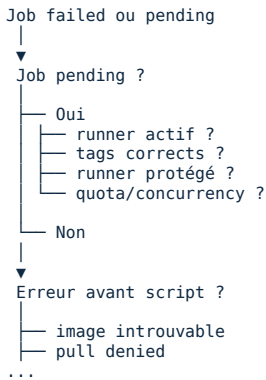 Job failed ou pending
│
▼
Job pending ?
│
├── Oui
│ ├── runner actif ?
│ ├── tags corrects ?
│ ├── runner protégé ?
│ └── quota/concurrency ?
│
└── Non
│
▼
Erreur avant script ?
│
├── image introuvable
├── pull denied
...